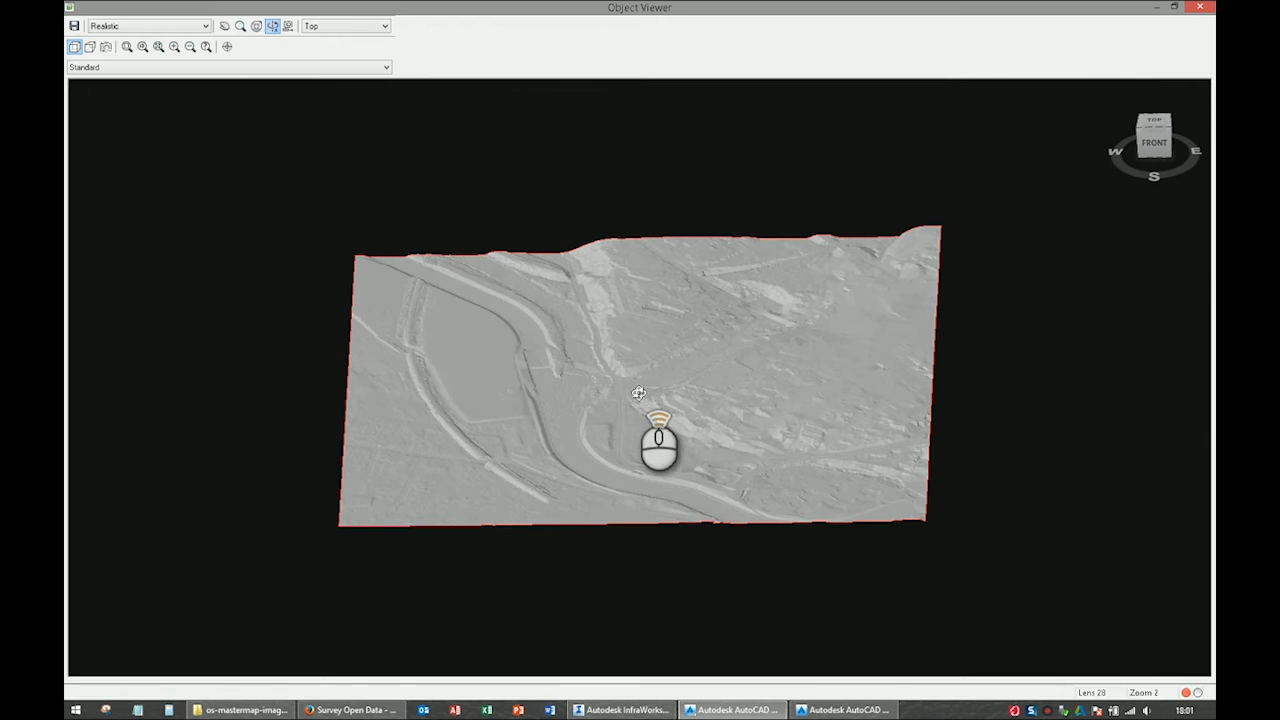 Object Viewer
Realistic
Top
Standard
TOP
FRONT
W
E
S
Lens 28
Zoom 2
os-mastermap-imag...
Survey Open Data - ...
Autodesk InfraWorks...
Autodesk AutoCAD ...
Autodesk AutoCAD ...
18:01